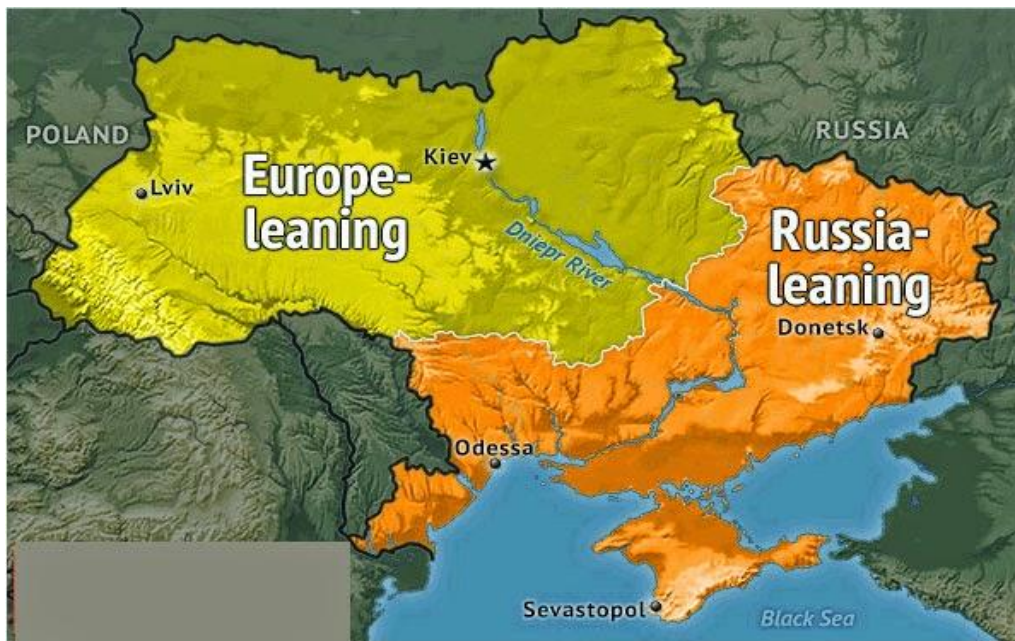 POLAND
RUSSIA
Kiev
Lviv
Europe-
leaning
Dniepr River
Russia-
leaning
Donetsk
Odessa
Sevastopol
Black Sea